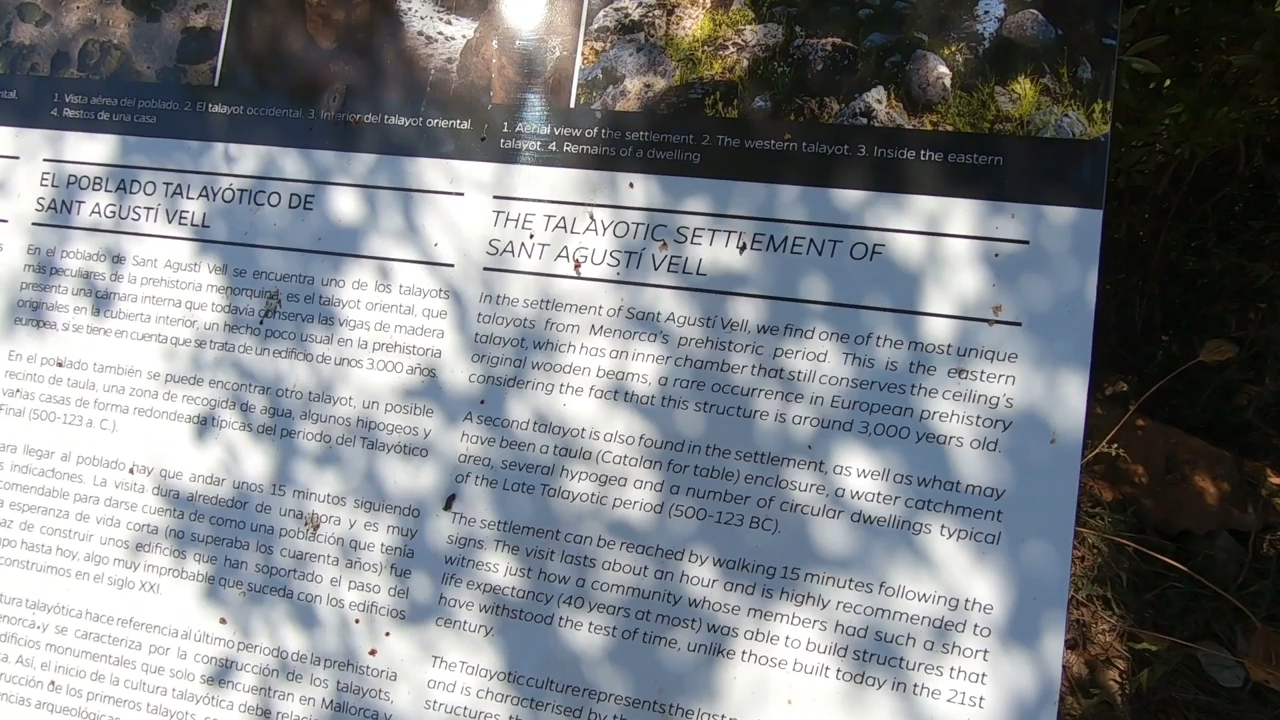 ntal.
1. Vista aérea del poblado. 2. El talayot occidental. 3. Interior del talayot oriental.
4. Restos de una casa
1. Aerial view of the settlement. 2. The western talayot. 3. Inside the eastern
talayot. 4. Remains of a dwelling
EL POBLADO TALAYÓTICO DE
SANT AGUSTÍ VELL
En el poblado de Sant Agustí Vell se encuentra uno de los talayots
más peculiares de la prehistoria menorquina, es el talayot oriental, que
presenta una cámara interna que todavía conserva las vigas de madera
originales en la cubierta interior, un hecho poco usual en la prehistoria
europea, si se tiene en cuenta que se trata de un edificio de unos 3.000 años.
En el poblado también se puede encontrar otro talayot, un posible
recinto de taula, una zona de recogida de agua, algunos hipogeos y
varias casas de forma redondeada típicas del periodo del Talayótico
Final (500-123 a. C.).
ara llegar al poblado hay que andar unos 15 minutos siguiendo
s indicaciones. La visita dura alrededor de una hora y es muy
comendable para darse cuenta de como una población que tenía
a esperanza de vida corta (no superaba los cuarenta años) fue
az de construir unos edificios que han soportado el paso del
po hasta hoy, algo muy improbable que suceda con los edificios
construimos en el siglo XXI.
tura talayótica hace referencia al último periodo de la prehistoria
enorca y se caracteriza por la construcción de los talayots,
dificios monumentales que solo se encuentran en Mallorca y
a. Así, el inicio de la cultura talayótica debe
rucción de los primeros talayots,
encias arqueológicas
THE TALAYOTIC SETTLEMENT OF
SANT AGUSTÍ VELL
In the settlement of Sant Agustí Vell, we find one of the most unique
talayots from Menorca's prehistoric period. This is the eastern
talayot, which has an inner chamber that still conserves the ceiling's
original wooden beams, a rare occurrence in European prehistory
considering the fact that this structure is around 3,000 years old.
A second talayot is also found in the settlement, as well as what may
have been a taula (Catalan for table) enclosure, a water catchment
area, several hypogea and a number of circular dwellings typical
of the Late Talayotic period (500-123 BC).
The settlement can be reached by walking 15 minutes following the
signs. The visit lasts about an hour and is highly recommended to
witness just how a community whose members had such a short
life expectancy (40 years at most) was able to build structures that
have withstood the test of time, unlike those built today in the 21st
century.
The Talayotic culture represents the last
and is characterised by
structures